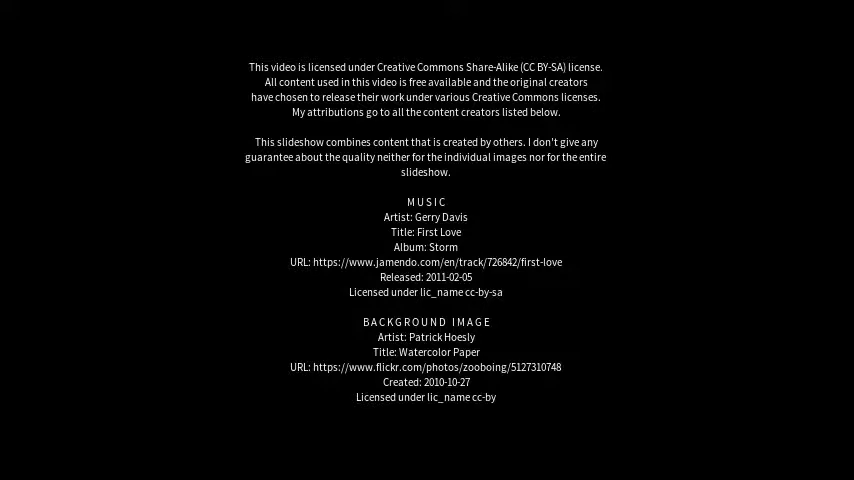 This video is licensed under Creative Commons Share-Alike (CC BY-SA) license.
All content used in this video is free available and the original creators
have chosen to release their work under various Creative Commons licenses.
My attributions go to all the content creators listed below.
This slideshow combines content that is created by others. I don't give any
guarantee about the quality neither for the individual images nor for the entire
slideshow.
MUSIC
Artist: Gerry Davis
Title: First Love
Album: Storm
URL: https://www.jamendo.com/en/track/726842/first-love
Released: 2011-02-05
Licensed under lic_name cc-by-sa
BACKGROUND IMAGE
Artist: Patrick Hoesly
Title: Watercolor Paper
URL: https://www.flickr.com/photos/zooboing/5127310748
Created: 2010-10-27
Licensed under lic_name cc-by